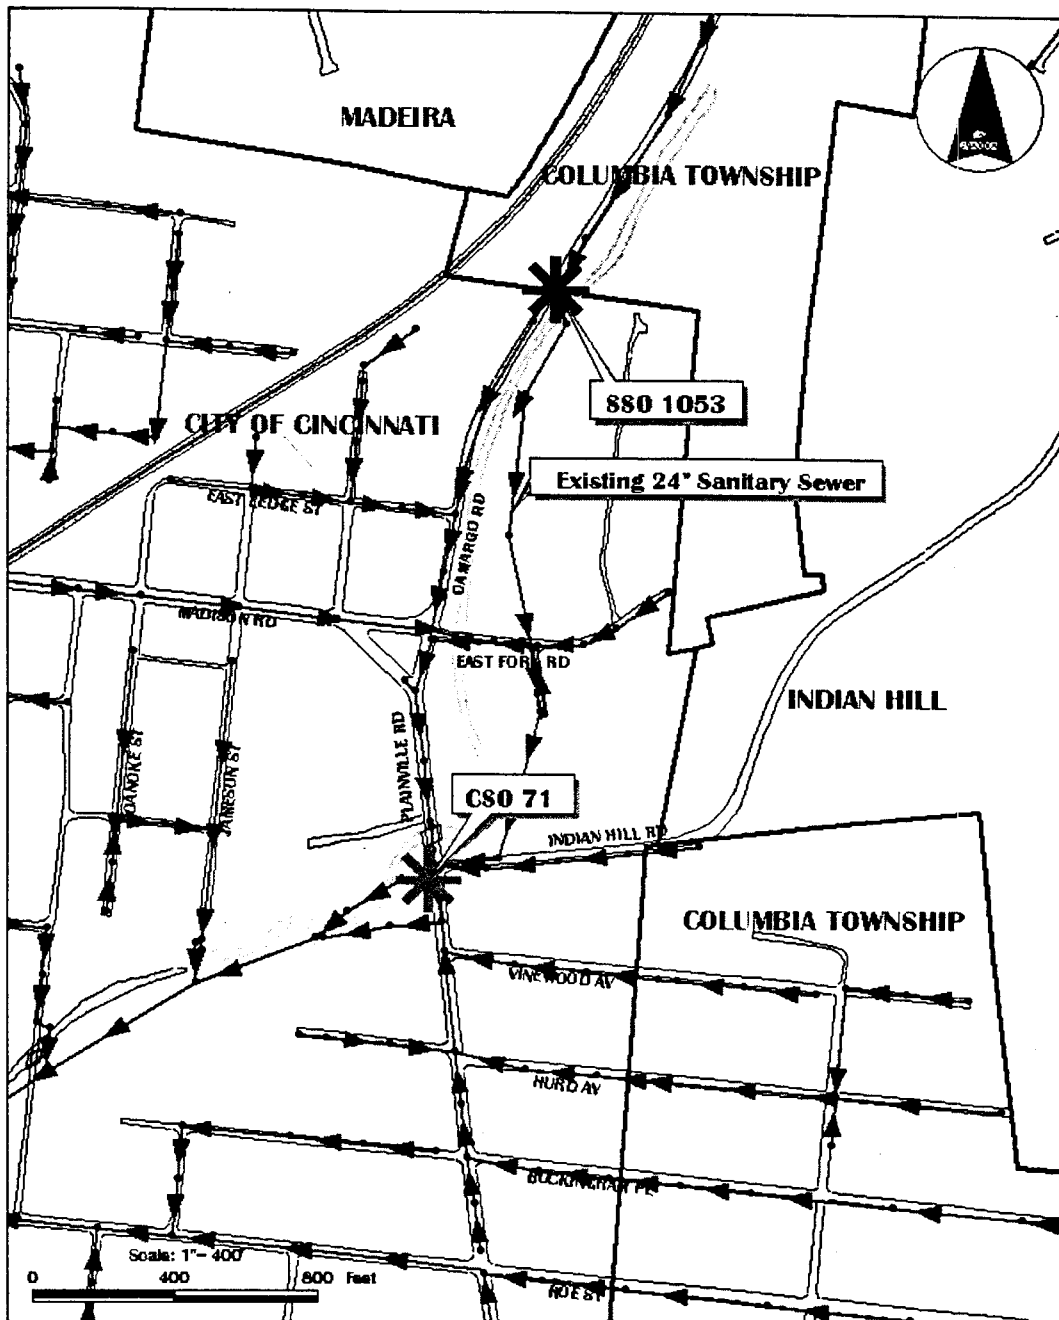 MADEIRA
COLUMBIA TOWNSHIP
880 1053
CITY OF CINCINNATI
Existing 24" Sanitary Sewer
EAST LEDGE ST
CAMARGO RD
MADISON RD
EAST FORK RD
INDIAN HILL
PLAINVILLE RD
ROANOKE ST
JAMESON ST
CSO 71
INDIAN HILL RD
COLUMBIA TOWNSHIP
VINEWOOD AV
HURD AV
BUCKINGHAM PL
ROE ST
Scale: 1"- 400'
0 400 800 Feet